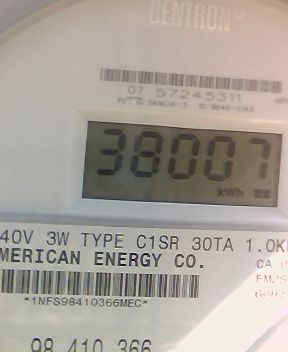 CENTRON
07 57245311
38007
kWh
40V 3W TYPE C1SR 30TA 1.0K
MERICAN ENERGY CO.
CA
*1NFS98410366MEC*
98 410 366